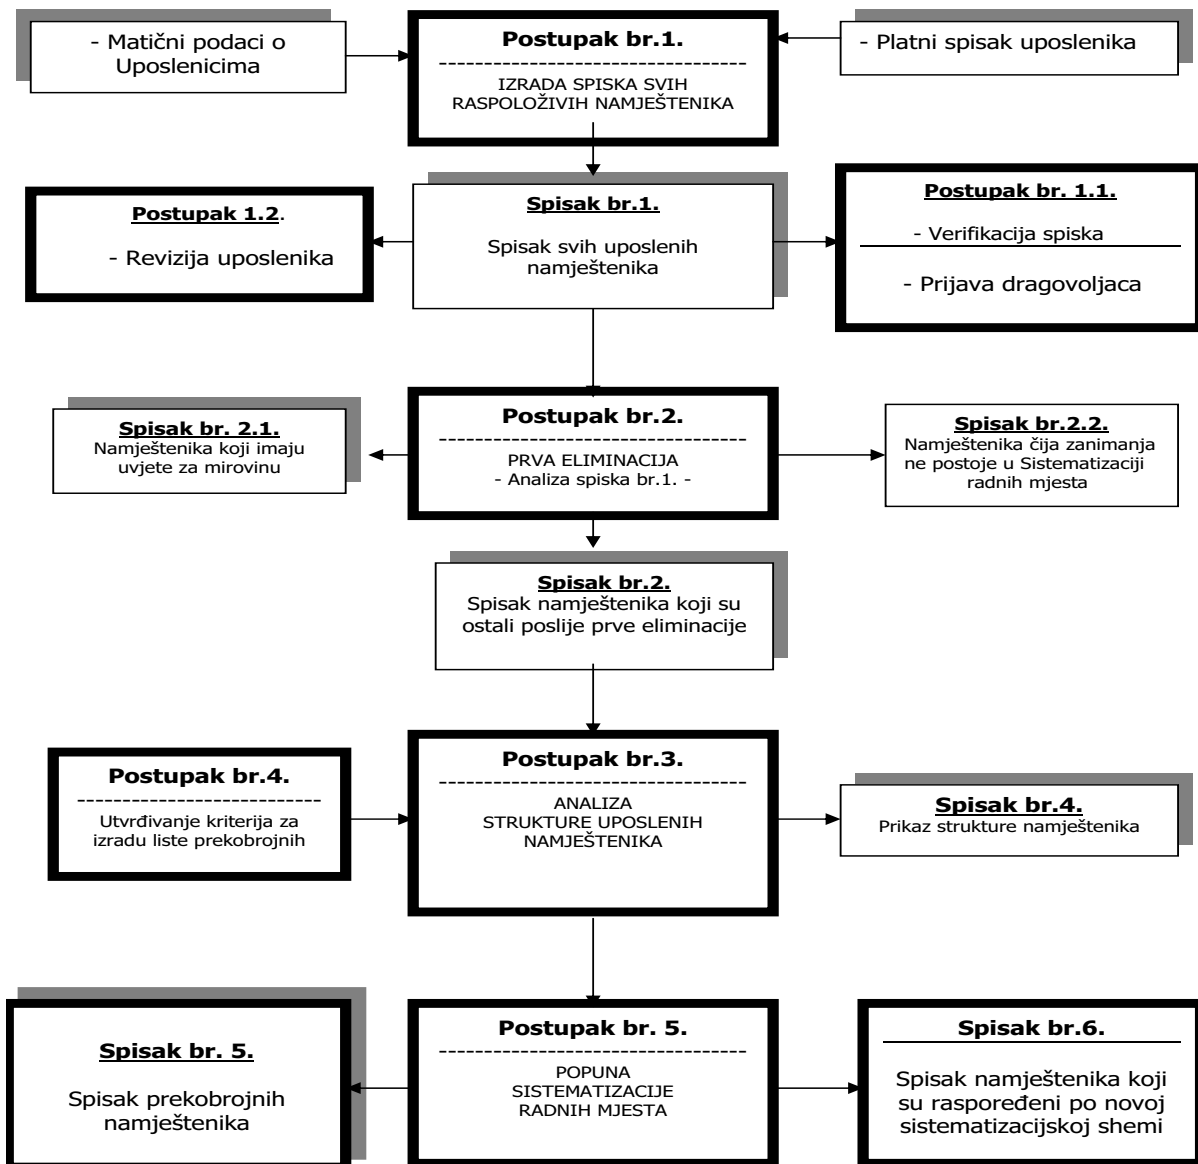 - Matični podaci o
Uposlenicima
Postupak br.1.
--------------------------------
IZRADA SPISKA SVIH
RASPOLOŽIVIH NAMJEŠTENIKA
- Platni spisak uposlenika
Postupak 1.2.
- Revizija uposlenika
Spisak br.1.
Spisak svih uposlenih
namještenika
Postupak br. 1.1.
- Verifikacija spiska
- Prijava dragovoljaca
Spisak br. 2.1.
Namještenika koji imaju
uvjete za mirovinu
Postupak br.2.
--------------------------------
PRVA ELIMINACIJA
- Analiza spiska br.1. -
Spisak br.2.2.
Namještenika čija zanimanja
ne postoje u Sistematizaciji
radnih mjesta
Spisak br.2.
Spisak namještenika koji su
ostali poslije prve eliminacije
Postupak br.4.
-----------------------------
Utvrđivanje kriterija za
izradu liste prekobrojnih
Postupak br.3.
--------------------------------
ANALIZA
STRUKTURE UPOSLENIH
NAMJEŠTENIKA
Spisak br.4.
Prikaz strukture namještenika
Spisak br. 5.
Spisak prekobrojnih
namještenika
Postupak br. 5.
--------------------------------
POPUNA
SISTEMATIZACIJE
RADNIH MJESTA
Spisak br.6.
Spisak namještenika koji
su raspoređeni po novoj
sistematizacijskoj shemi